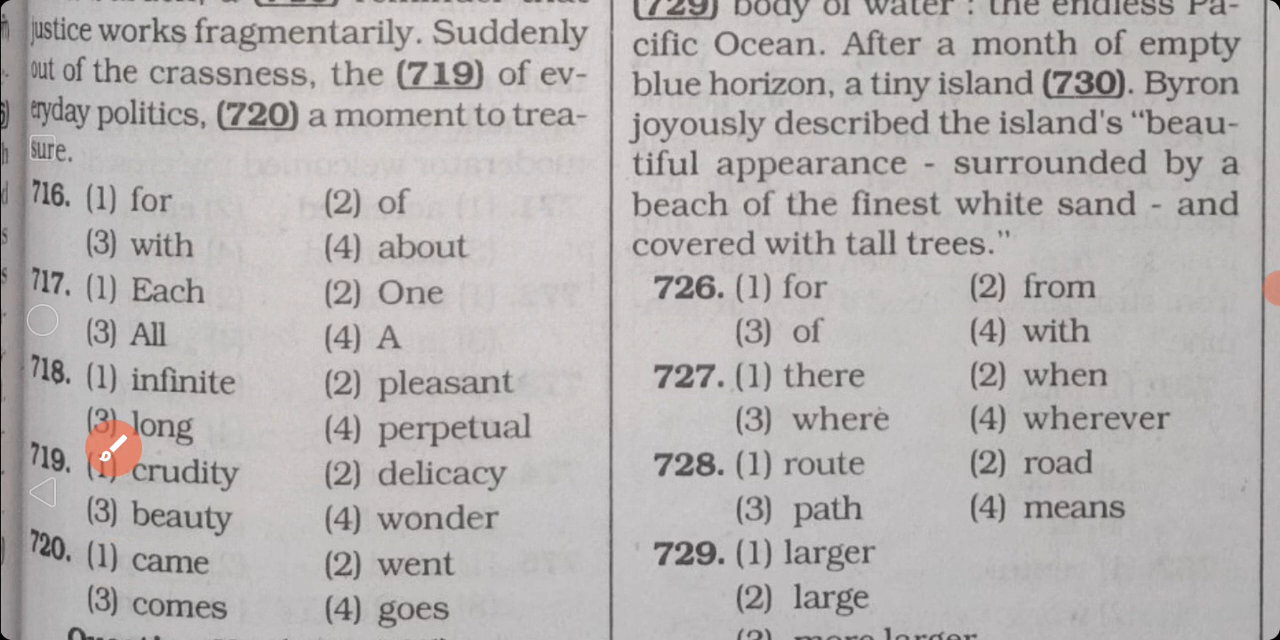 justice works fragmentarily. Suddenly
out of the crassness, the (719) of ev-
eryday politics, (720) a moment to trea-
sure.
716. (1) for (2) of
(3) with (4) about
717. (1) Each (2) One
(3) All (4) A
718. (1) infinite (2) pleasant
(3) long (4) perpetual
719. (1) crudity (2) delicacy
(3) beauty (4) wonder
720. (1) came (2) went
(3) comes (4) goes
(729) body of water : the endless Pa-
cific Ocean. After a month of empty
blue horizon, a tiny island (730). Byron
joyously described the island's "beau-
tiful appearance - surrounded by a
beach of the finest white sand - and
covered with tall trees."
726. (1) for (2) from
(3) of (4) with
727. (1) there (2) when
(3) where (4) wherever
728. (1) route (2) road
(3) path (4) means
729. (1) larger
(2) large
(3) more larger